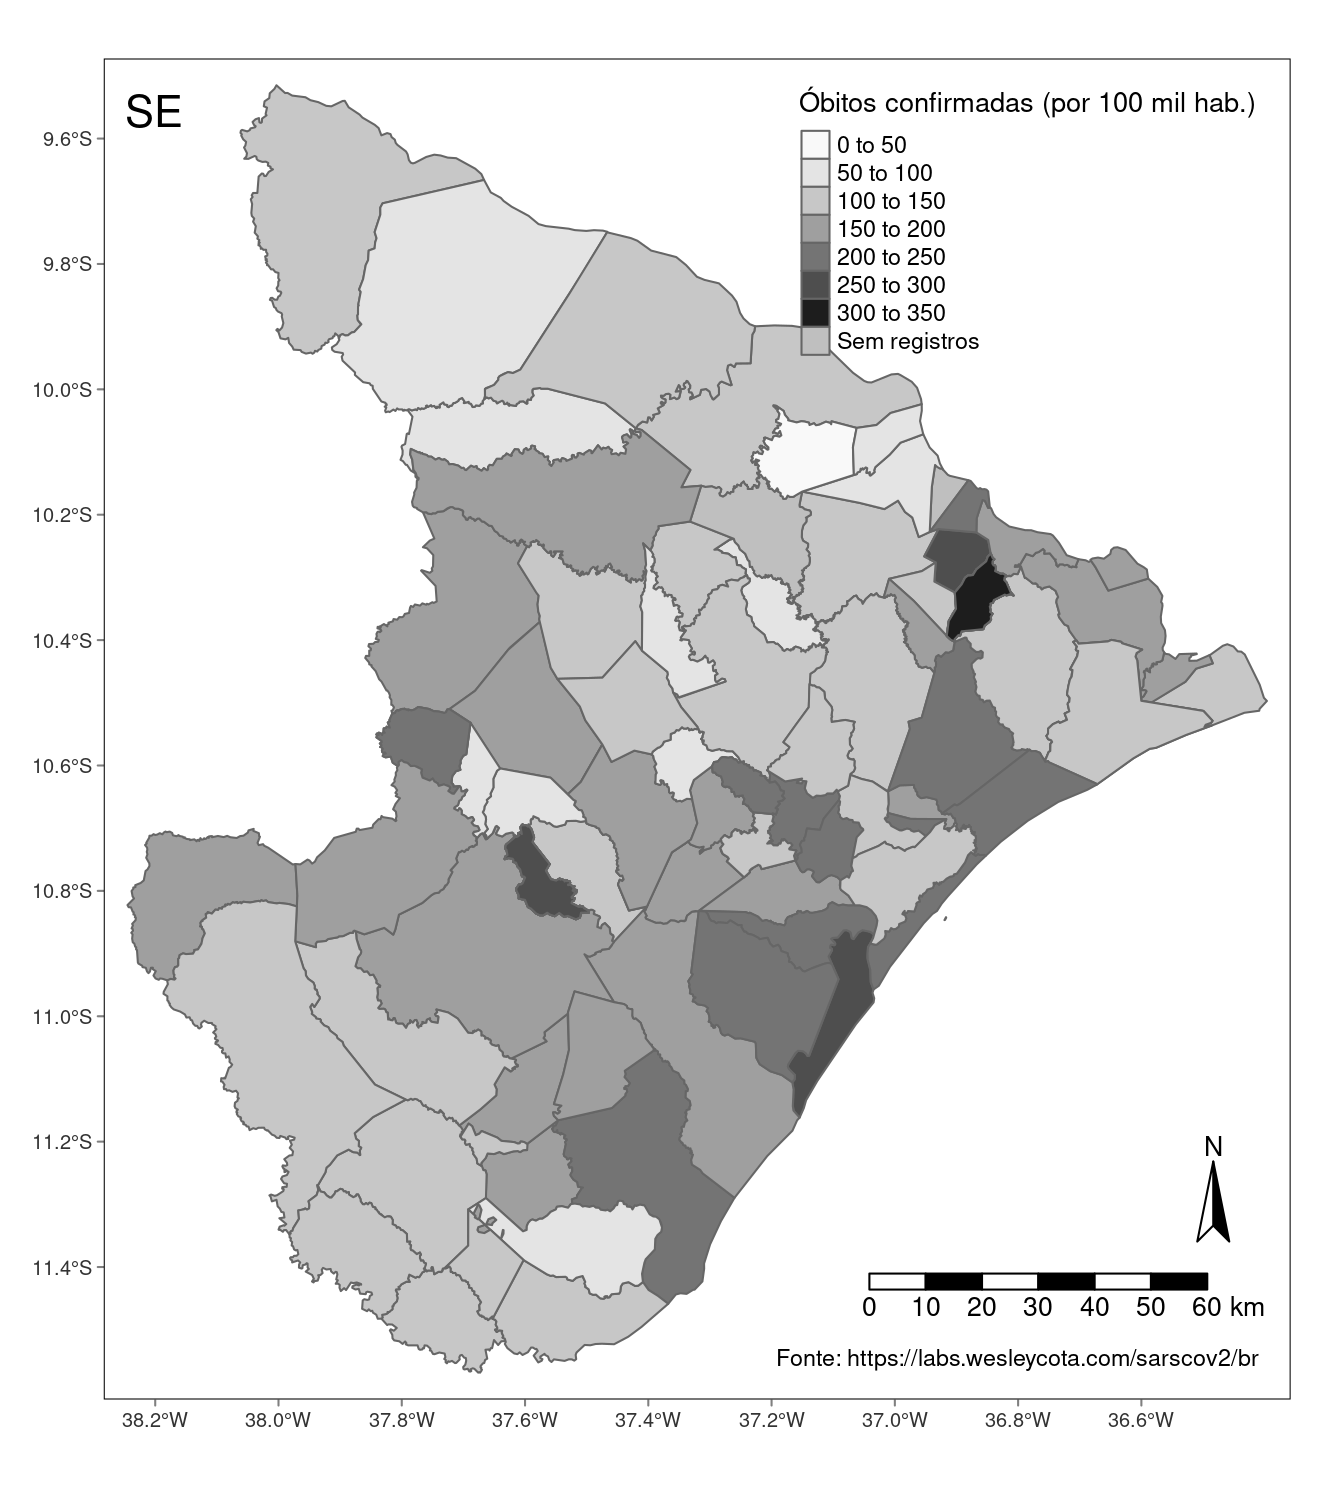 SE
Óbitos confirmadas (por 100 mil hab.)
0 to 50
50 to 100
100 to 150
150 to 200
200 to 250
250 to 300
300 to 350
Sem registros
9.6°S
9.8°S
10.0°S
10.2°S
10.4°S
10.6°S
10.8°S
11.0°S
11.2°S
11.4°S
N
0 10 20 30 40 50 60 km
Fonte: https://labs.wesleycota.com/sarscov2/br
38.2°W 38.0°W 37.8°W 37.6°W 37.4°W 37.2°W 37.0°W 36.8°W 36.6°W